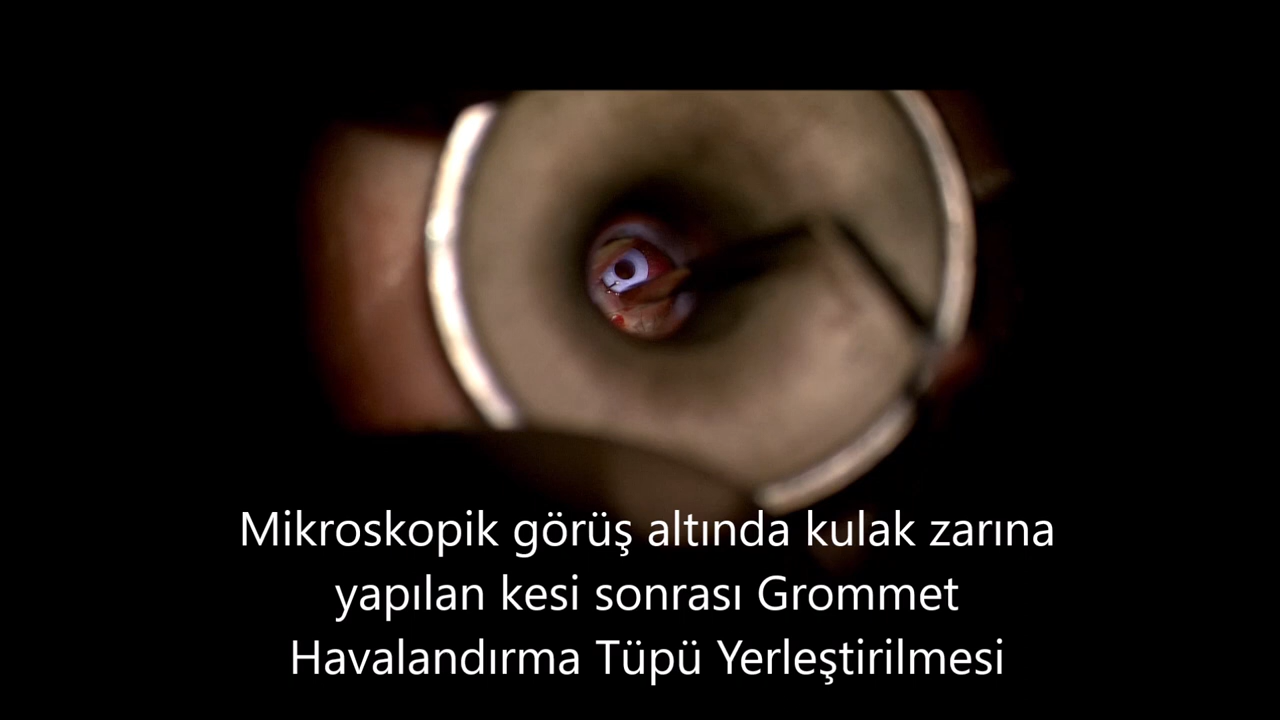 Mikroskopik görüş altında kulak zarına
yapılan kesi sonrası Grommet
Havalandırma Tüpü Yerleştirilmesi